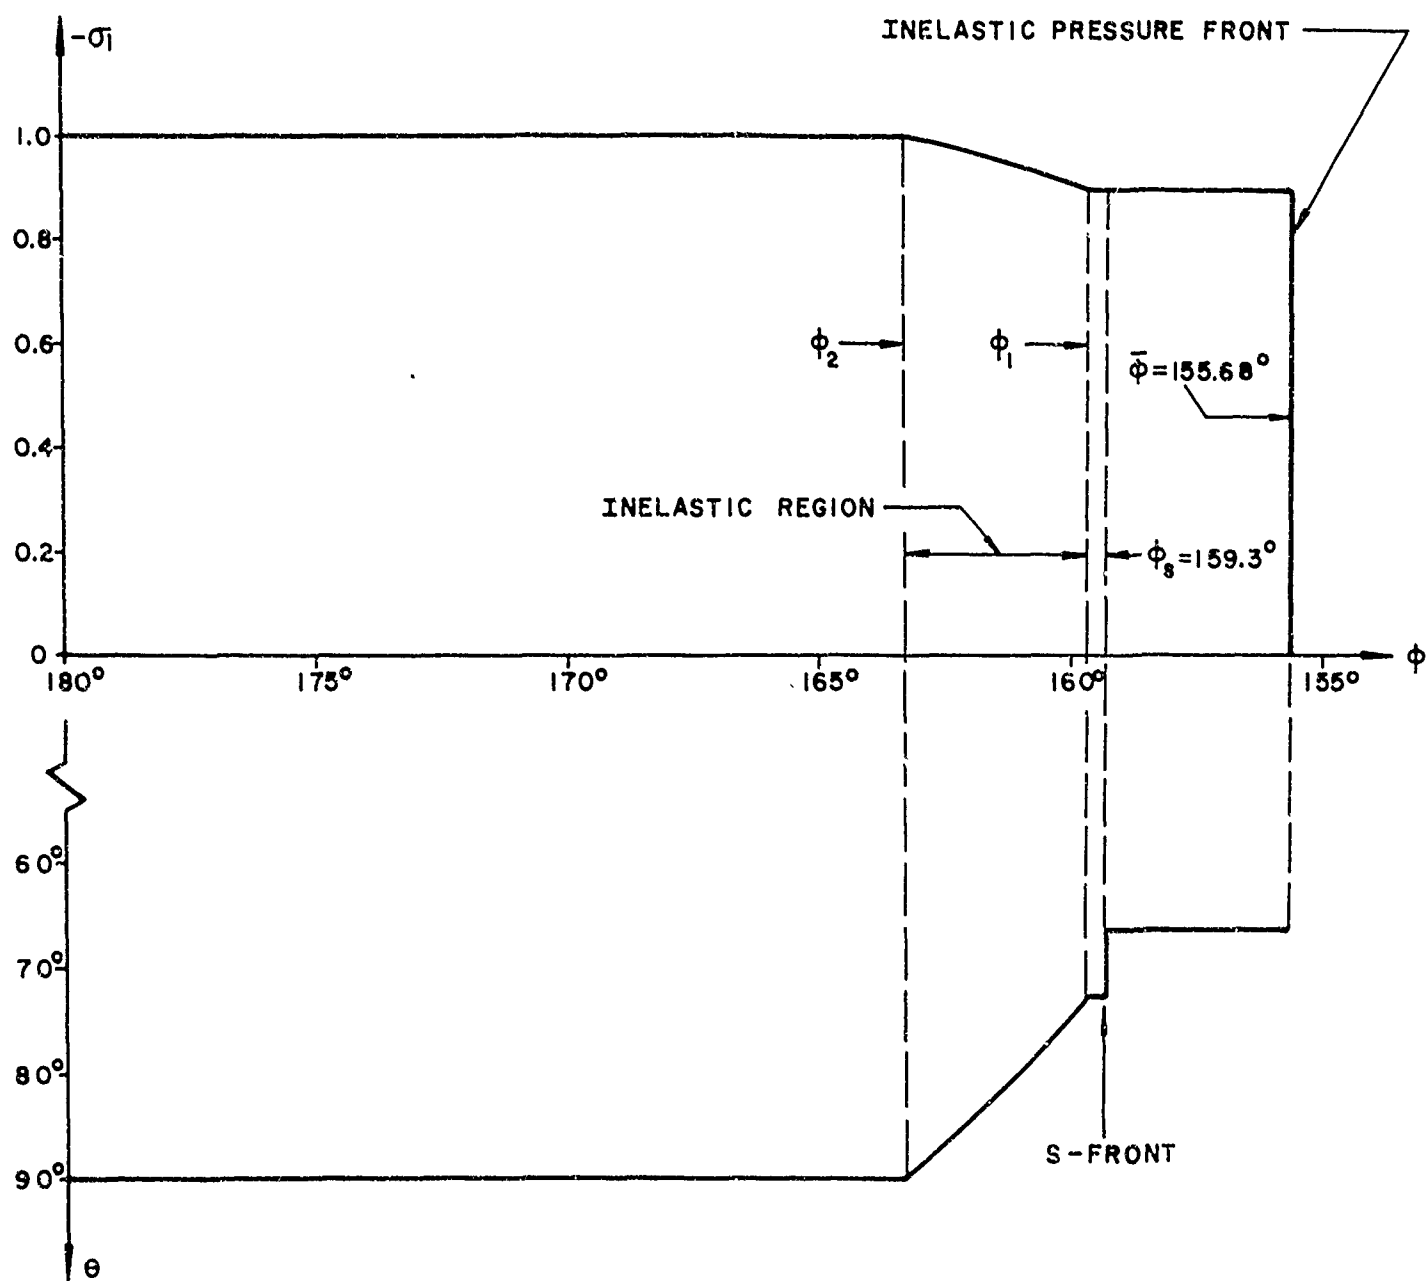 -σ₁
INELASTIC PRESSURE FRONT
1.0
0.8
0.6
ϕ₂
ϕ₁
ϕ̄=155.68°
0.4
INELASTIC REGION
0.2
ϕₛ=159.3°
0
ϕ
180°
175°
170°
165°
160°
155°
60°
70°
80°
S-FRONT
90°
θ